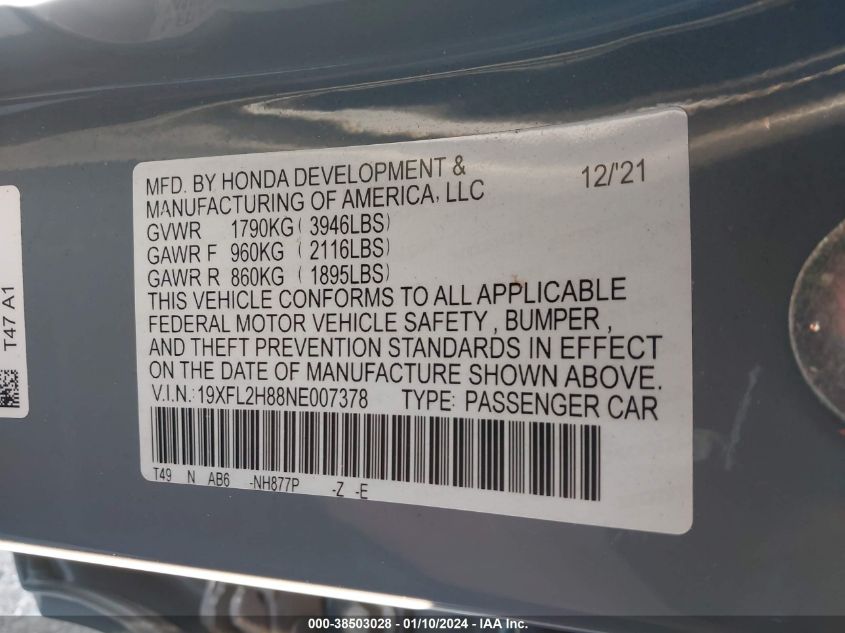 MFD. BY HONDA DEVELOPMENT & 12/'21
MANUFACTURING OF AMERICA, LLC
GVWR 1790KG ( 3946LBS)
GAWR F 960KG ( 2116LBS)
GAWR R 860KG ( 1895LBS)
THIS VEHICLE CONFORMS TO ALL APPLICABLE
FEDERAL MOTOR VEHICLE SAFETY , BUMPER ,
AND THEFT PREVENTION STANDARDS IN EFFECT
ON THE DATE OF MANUFACTURE SHOWN ABOVE.
V.I.N.: 19XFL2H88NE007378 TYPE: PASSENGER CAR
T49 N AB6 -NH877P -Z -E
T47 A1
000-38503028 - 01/10/2024 - IAA Inc.